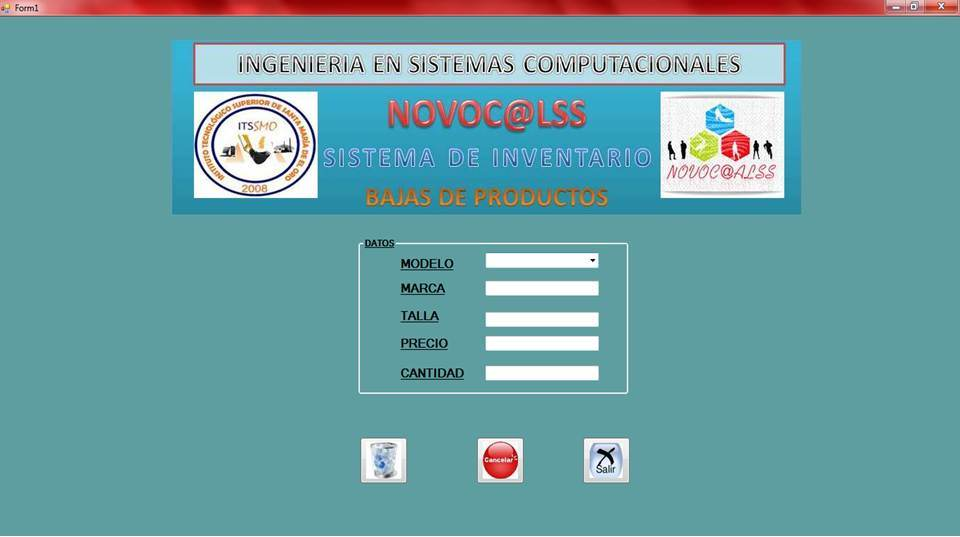 Form1
INGENIERIA EN SISTEMAS COMPUTACIONALES
INSTITUTO TECNOLÓGICO SUPERIOR DE SANTA MARÍA DE EL ORO
ITSSMO
2008
NOVOC@LSS
SISTEMA DE INVENTARIO
BAJAS DE PRODUCTOS
NOVOC@ALSS
DATOS
MODELO
MARCA
TALLA
PRECIO
CANTIDAD
Cancelar
Salir